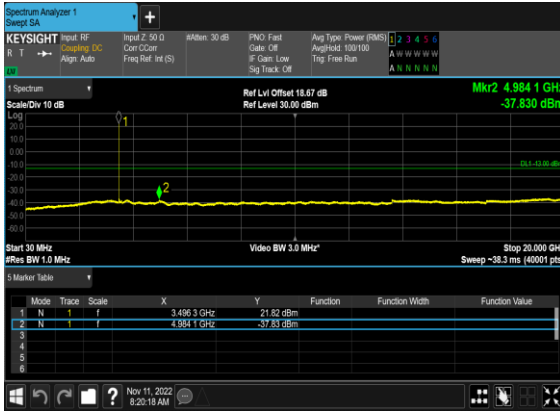 Spectrum Analyzer 1
Swept SA
+
KEYSIGHT Input: RF Input Z: 50 Ω #Atten: 30 dB PNO: Fast Avg Type: Power (RMS) 1 2 3 4 5 6
R T Coupling: DC Corr CCorr Gate: Off Avg|Hold: 100/100 A W W W W W
Align: Auto Freq Ref: Int (S) IF Gain: Low Trig: Free Run
Sig Track: Off A N N N N N
1 Spectrum Ref Lvl Offset 18.67 dB Mkr2 4.984 1 GHz
Scale/Div 10 dB Ref Level 30.00 dBm -37.830 dBm
Log
20.0
10.0
0.00
-10.0
-20.0
-30.0
-40.0
-50.0
-60.0
1
2
DL1 -13.00 dBm
Start 30 MHz Video BW 3.0 MHz* Stop 20.000 GH
#Res BW 1.0 MHz Sweep ~38.3 ms (40001 pts
5 Marker Table
Mode Trace Scale X Y Function Function Width Function Value
1 N 1 f 3.496 3 GHz 21.82 dBm
2 N 1 f 4.984 1 GHz -37.83 dBm
3
4
5
6
? Nov 11, 2022
8:20:18 AM